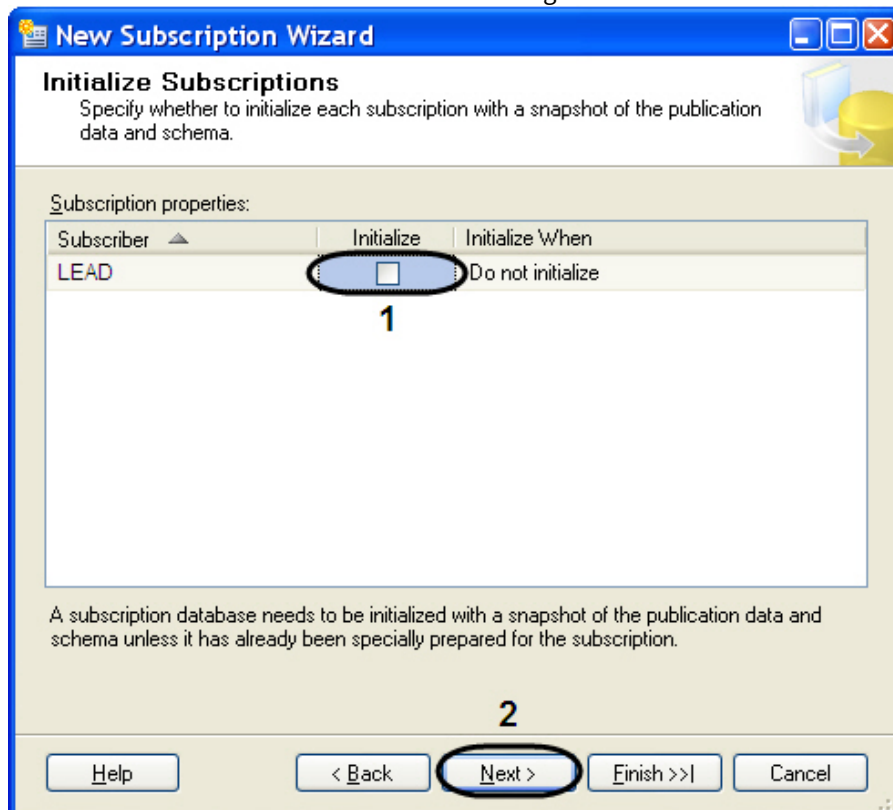 New Subscription Wizard
Initialize Subscriptions
Specify whether to initialize each subscription with a snapshot of the publication
data and schema.
Subscription properties:
Subscriber Initialize Initialize When
LEAD Do not initialize
1
A subscription database needs to be initialized with a snapshot of the publication data and
schema unless it has already been specially prepared for the subscription.
2
Help < Back Next > Finish >>| Cancel